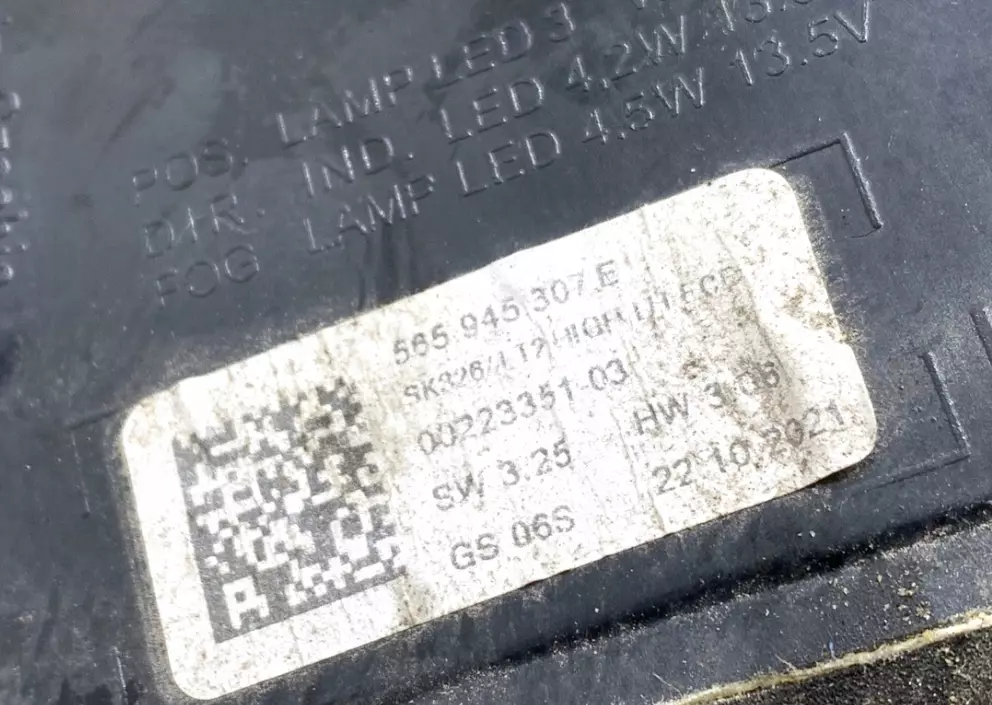 POS. LAMP LED 3
DIR. IND. LED 4,2W
FOG LAMP LED 4.5W 13.5V
565 945 307 E
00223351-03
SW 3.25 HW 3.06
GS 06S 22.10.2021